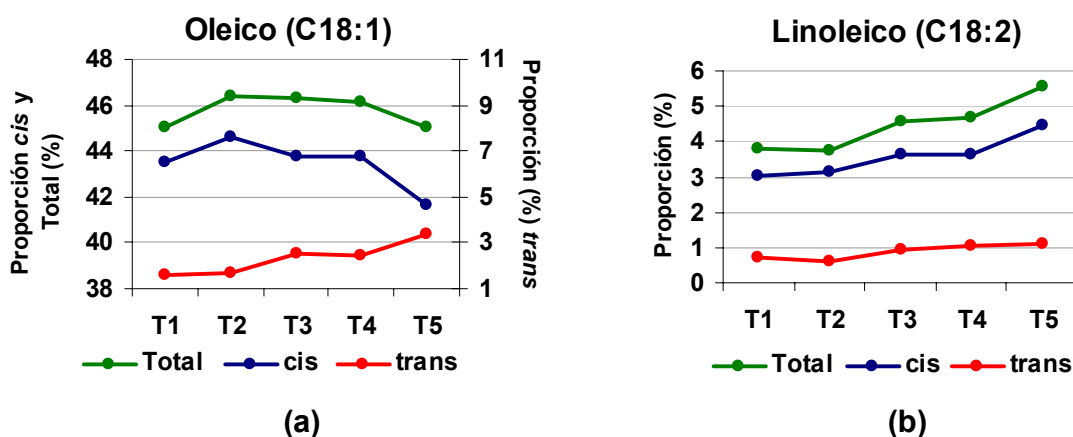 Oleico (C18:1)
Proporción cis y
Total (%)
48
46
44
42
40
38
11
9
7
5
3
1
Proporción (%) trans
T1 T2 T3 T4 T5
Total cis trans
(a)
Linoleico (C18:2)
Proporción (%)
6
5
4
3
2
1
0
T1 T2 T3 T4 T5
Total cis trans
(b)